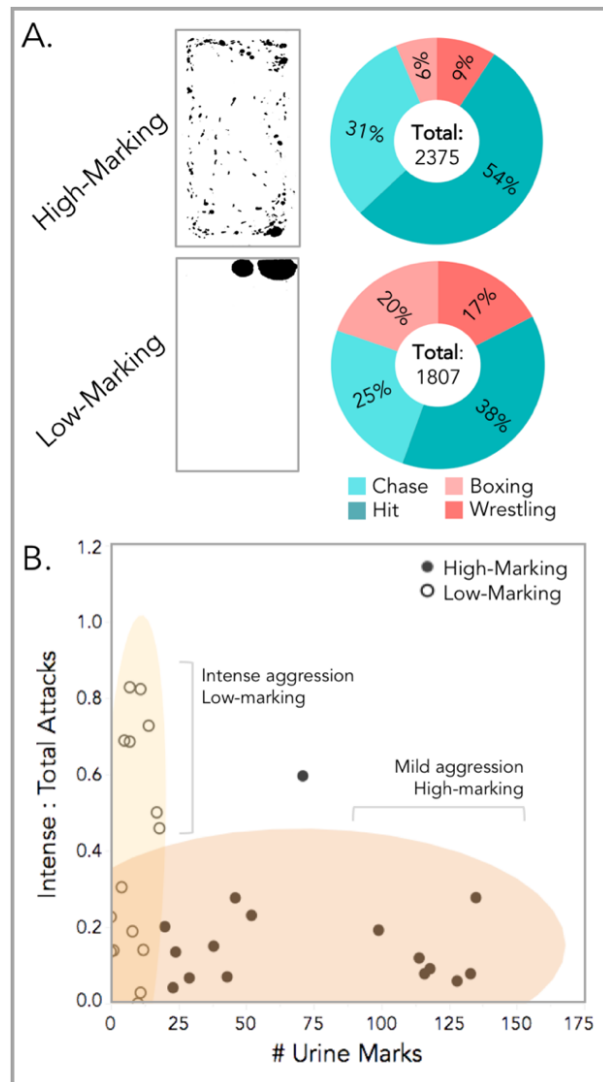 A.
High-Marking
6%
9%
31%
54%
Total:
2375
Low-Marking
20%
17%
25%
38%
Total:
1807
Chase
Boxing
Hit
Wrestling
B.
1.2
1.0
0.8
0.6
0.4
0.2
0.0
Intense : Total Attacks
High-Marking
Low-Marking
Intense aggression
Low-marking
Mild aggression
High-marking
0
25
50
75
100
125
150
175
# Urine Marks